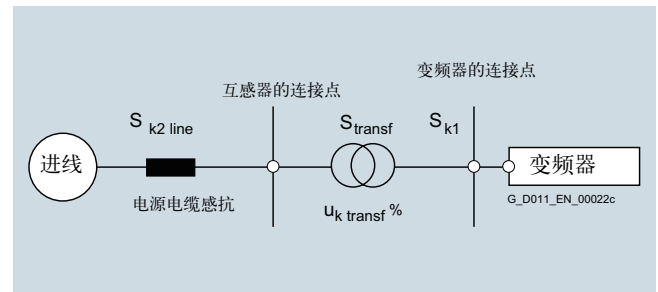 变频器的连接点
互感器的连接点
S k2 line
S transf
S k1
进线
变频器
电源电缆感抗
u k transf %
G_D011_EN_00022c